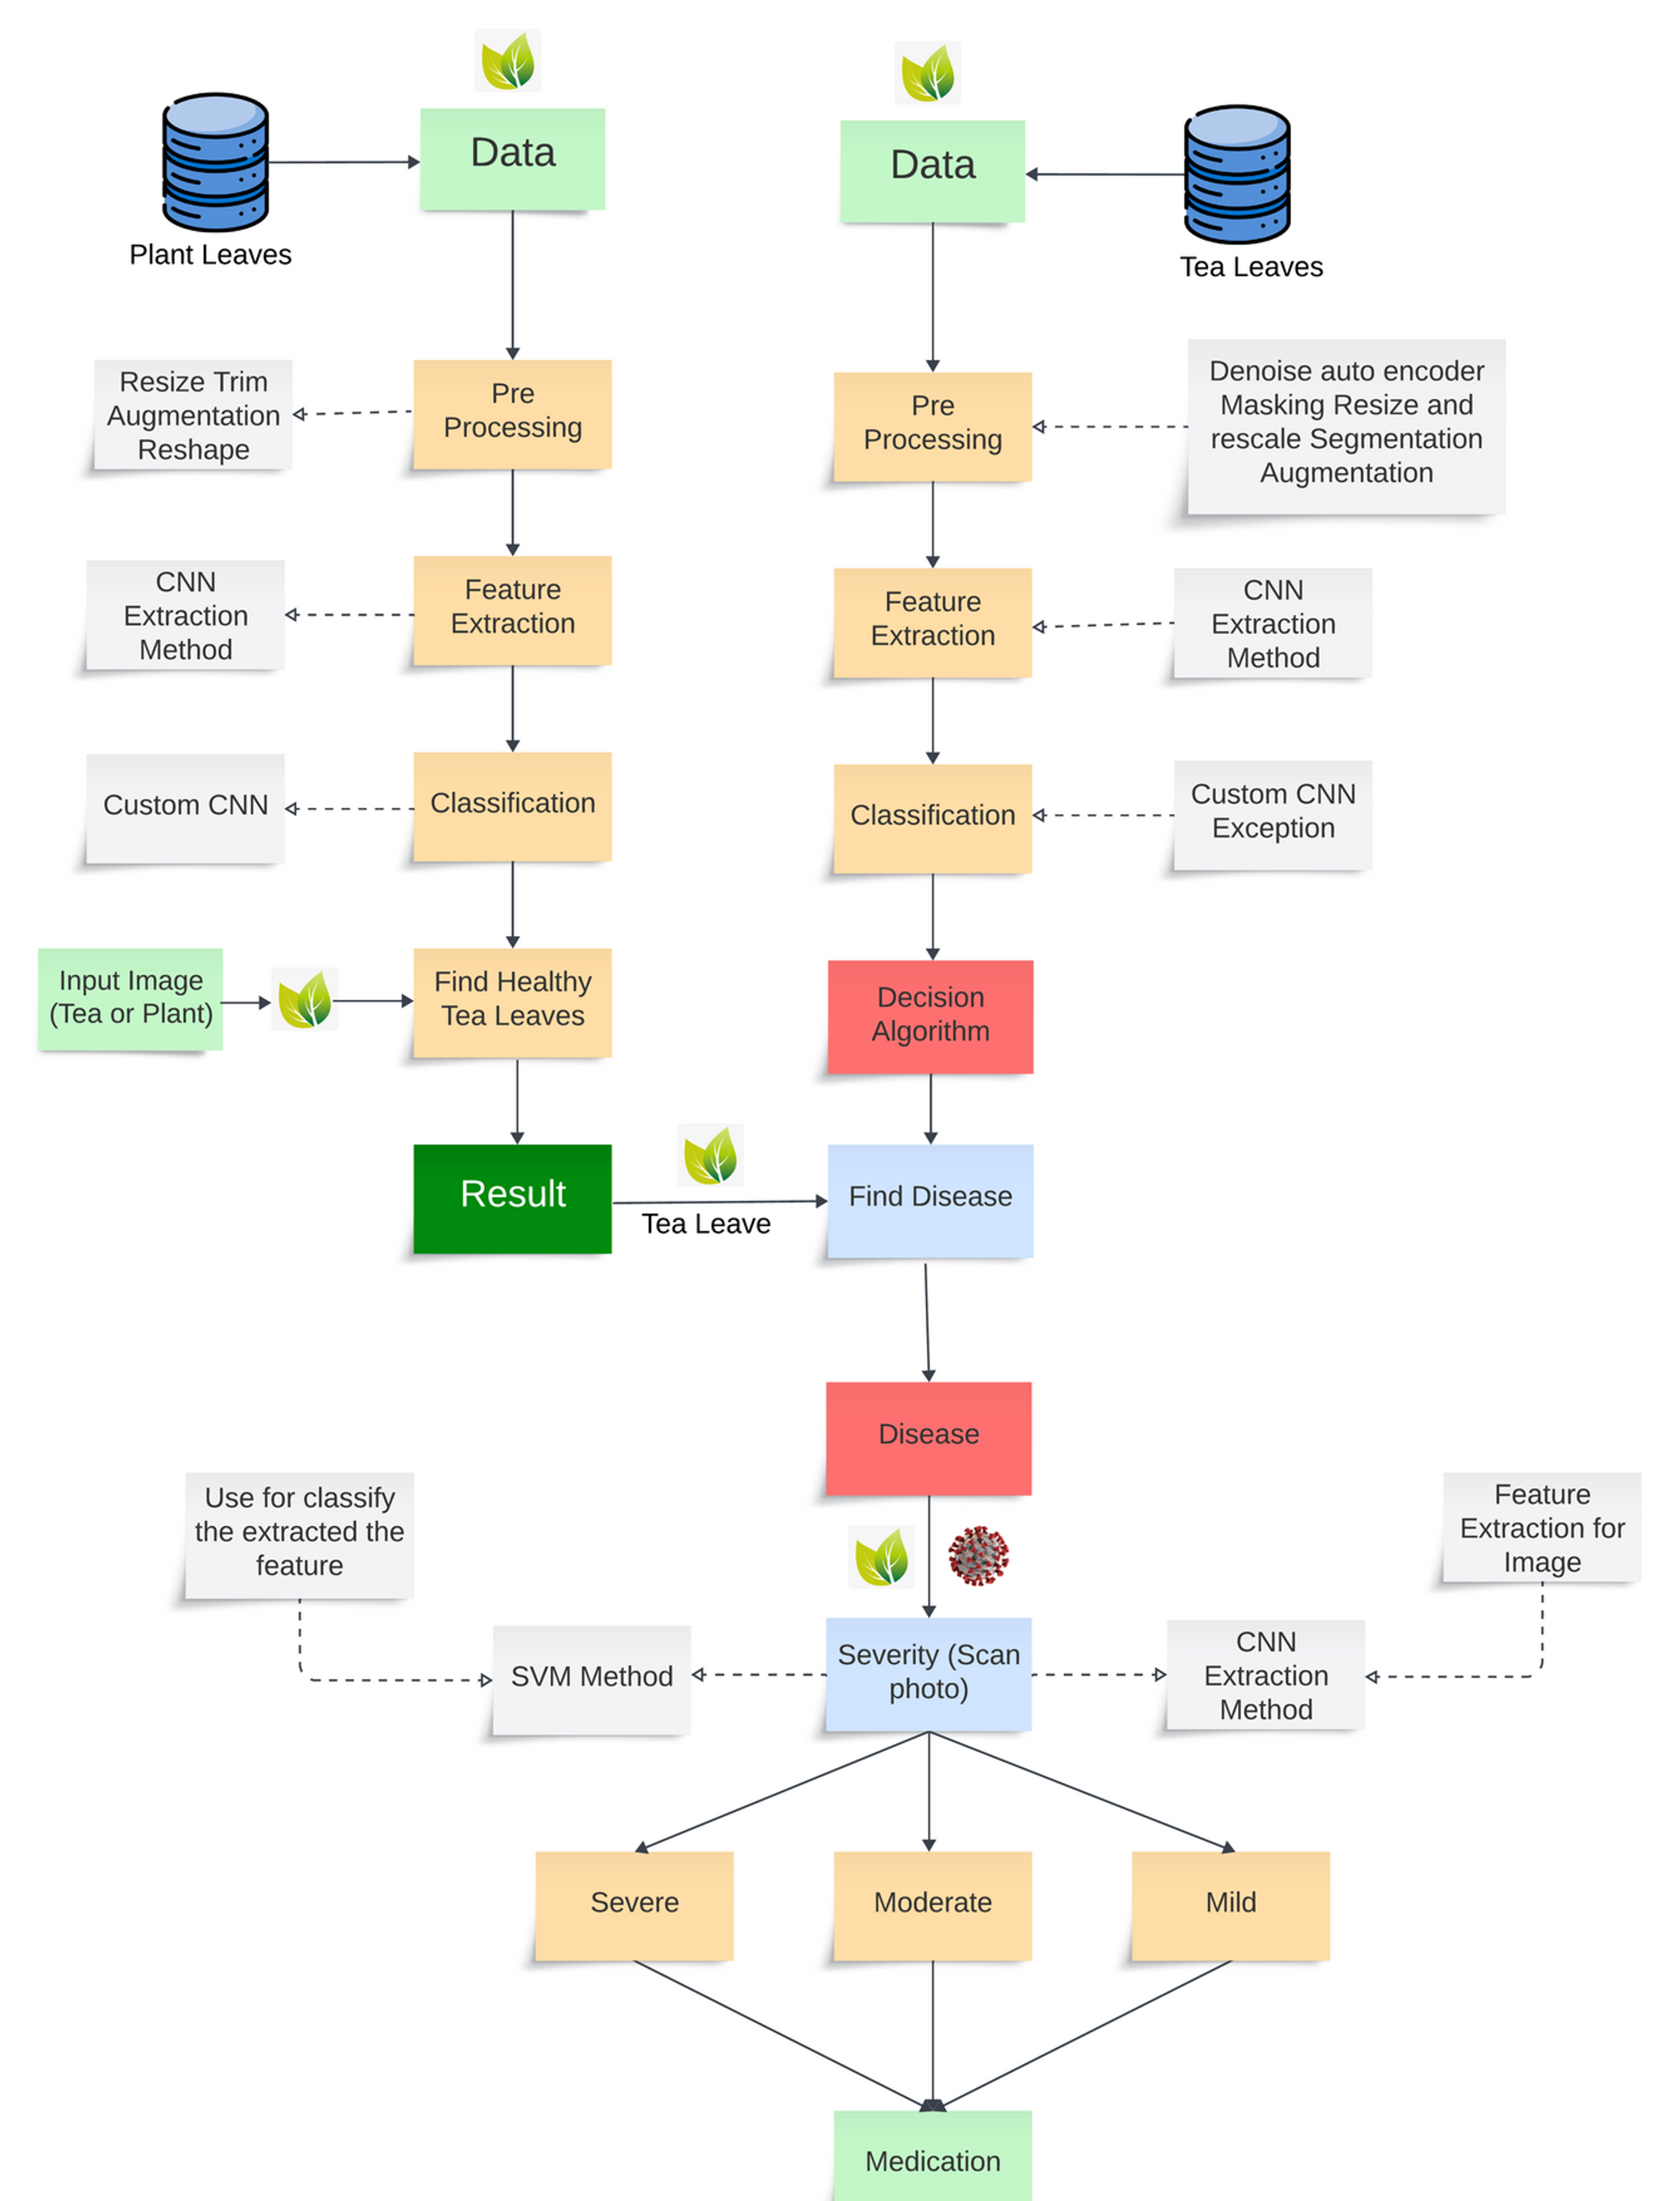 Data
Data
Plant Leaves
Tea Leaves
Resize Trim
Augmentation
Reshape
Pre
Processing
Pre
Processing
Denoise auto encoder
Masking Resize and
rescale Segmentation
Augmentation
CNN
Extraction
Method
Feature
Extraction
Feature
Extraction
CNN
Extraction
Method
Custom CNN
Classification
Classification
Custom CNN
Exception
Input Image
(Tea or Plant)
Find Healthy
Tea Leaves
Decision
Algorithm
Result
Tea Leave
Find Disease
Disease
Use for classify
the extracted the
feature
Feature
Extraction for
Image
SVM Method
Severity (Scan
photo)
CNN
Extraction
Method
Severe
Moderate
Mild
Medication